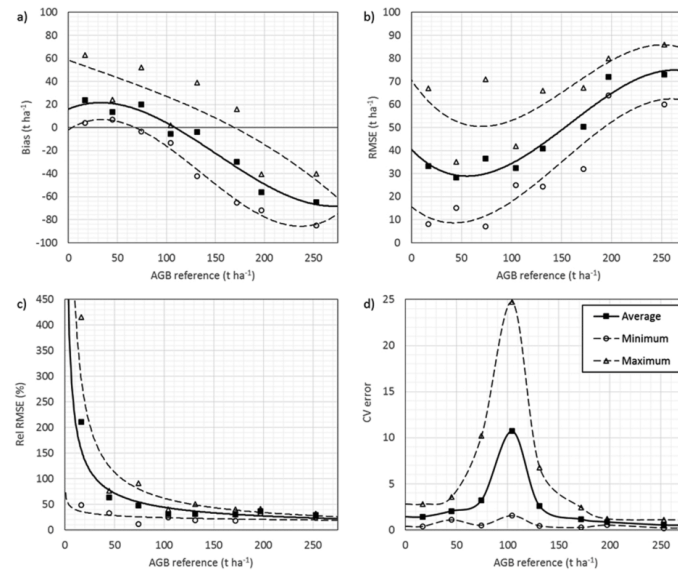 a)
100
80
60
40
20
0
-20
-40
-60
-80
-100
Bias (t ha⁻¹)
0 50 100 150 200 250
AGB reference (t ha⁻¹)
b)
100
90
80
70
60
50
40
30
20
10
0
RMSE (t ha⁻¹)
0 50 100 150 200 250
AGB reference (t ha⁻¹)
c)
450
400
350
300
250
200
150
100
50
0
Rel RMSE (%)
0 50 100 150 200 250
AGB reference (t ha⁻¹)
d)
25
20
15
10
5
0
CV error
Average
Minimum
Maximum
0 50 100 150 200 250
AGB reference (t ha⁻¹)